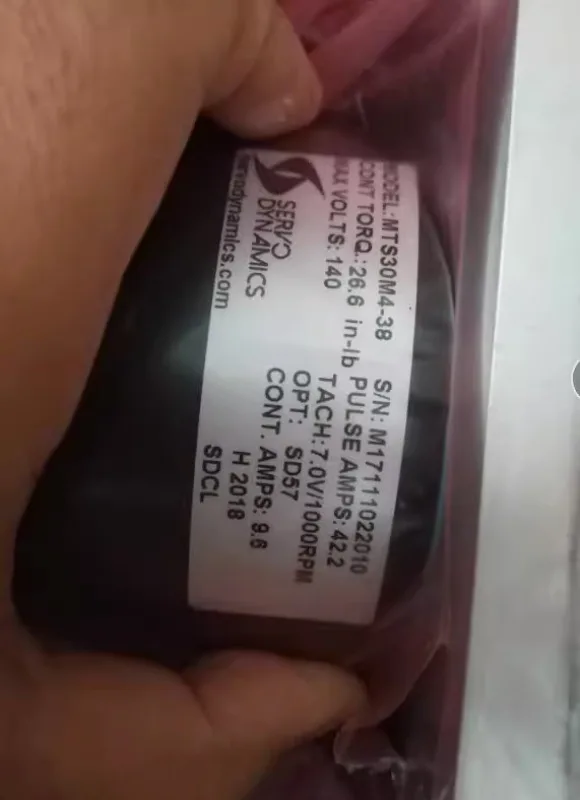 MODEL:MTS30M4-38 S/N: M17111022010
CONT TORQ.: 26.6 in-lb PULSE AMPS: 42.2
MAX VOLTS: 140 TACH:7.0V/1000RPM
OPT: SD57
SERVO
DYNAMICS
CONT. AMPS: 9.6
H 2018
servodynamics.com
SDCL